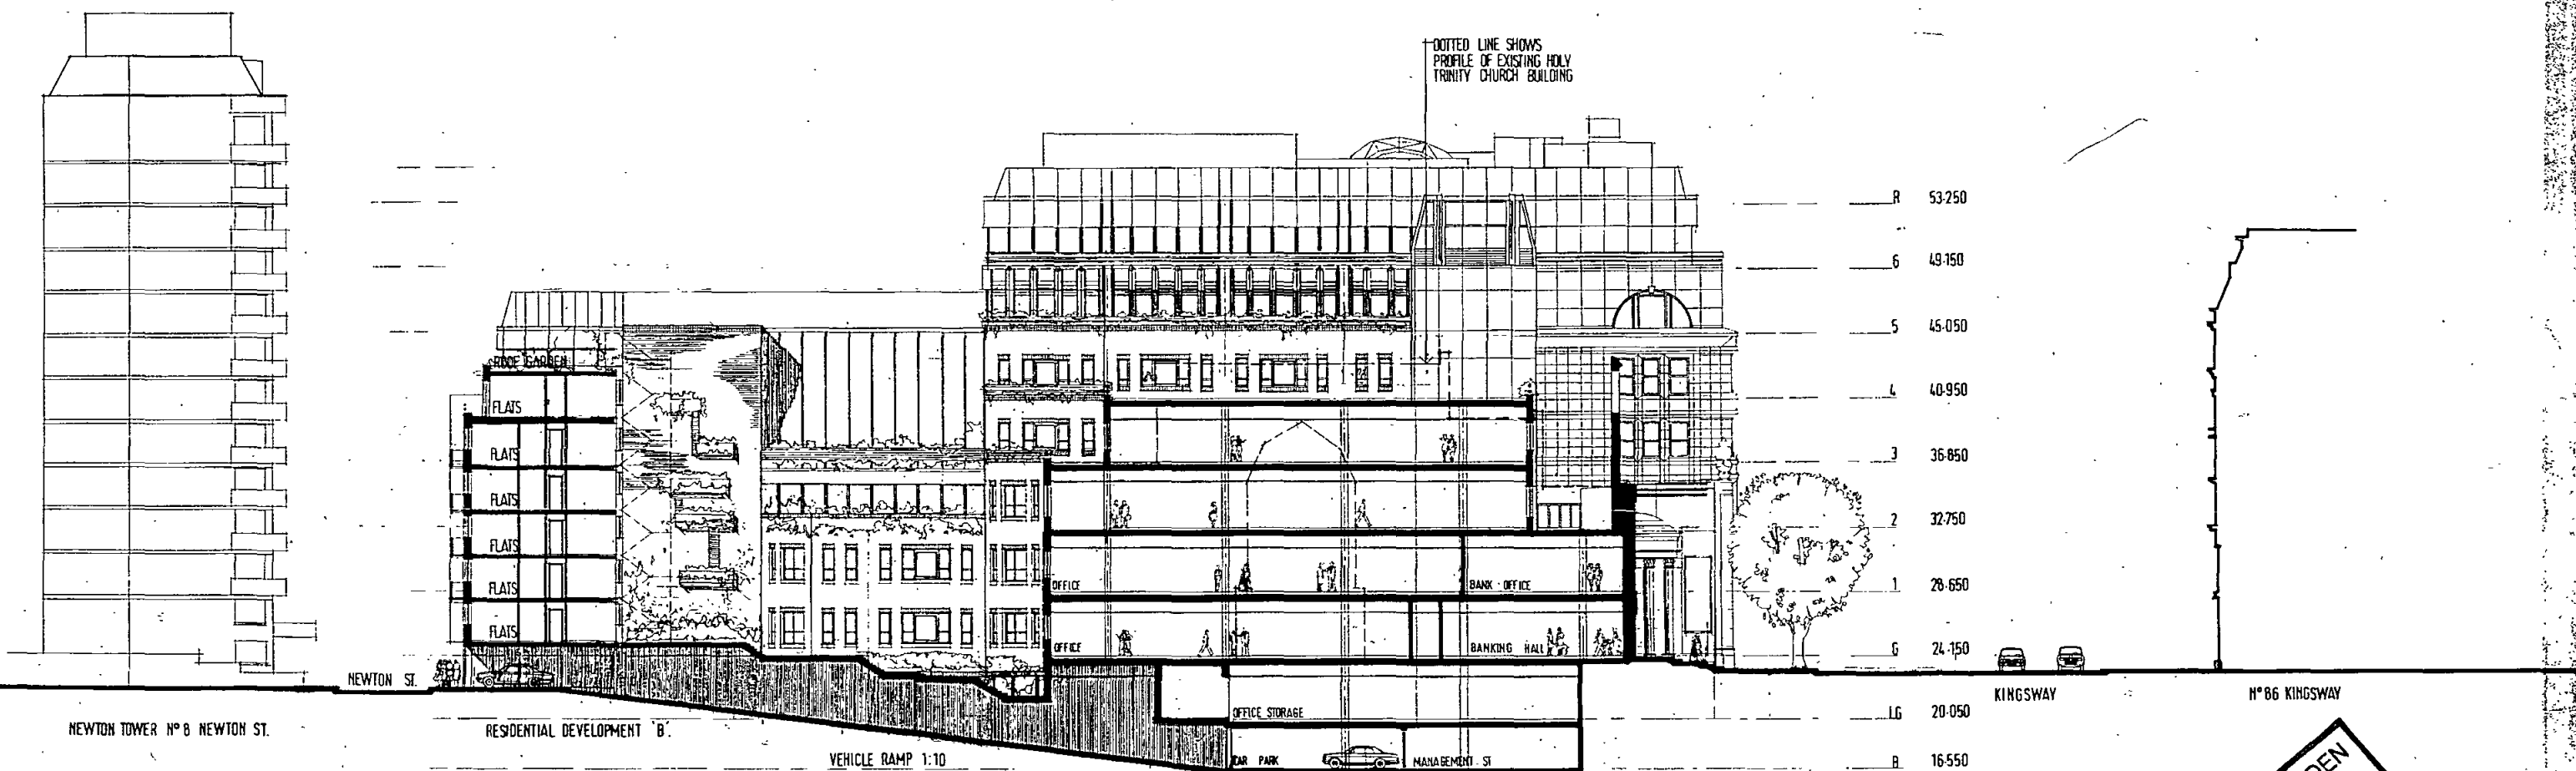 DOTTED LINE SHOWS
PROFILE OF EXISTING HOLY
TRINITY CHURCH BUILDING
R 53·250
6 49·150
5 45·050
4 40·950
3 36·850
2 32·750
1 28·650
G 24·150
LG 20·050
B 16·550
ROOF GARDEN
FLATS
FLATS
FLATS
FLATS
FLATS
FLATS
OFFICE
BANK · OFFICE
OFFICE
BANKING HALL
OFFICE STORAGE
CAR PARK
MANAGEMENT · ST
NEWTON ST.
KINGSWAY
Nº 86 KINGSWAY
NEWTON TOWER Nº 8 NEWTON ST.
RESIDENTIAL DEVELOPMENT 'B'.
VEHICLE RAMP 1:10